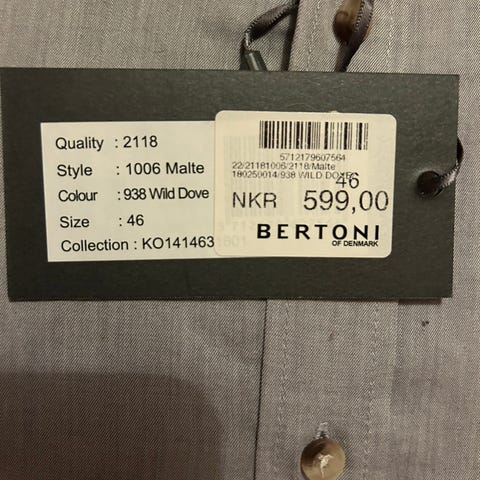 Quality : 2118
Style : 1006 Malte
Colour : 938 Wild Dove
Size : 46
Collection : KO141463
5712179607564
22/21181006/2118/Malte
180250014/938 WILD DOVE
46
NKR 599,00
BERTONI
OF DENMARK